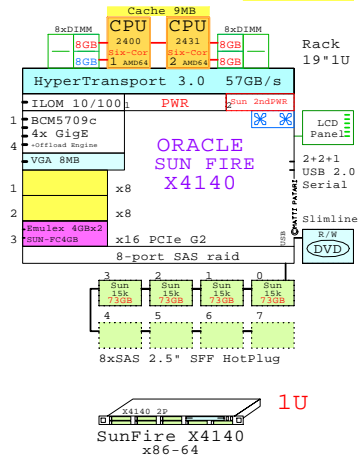 Cache 9MB
8xDIMM CPU CPU 8xDIMM
8GB 2400 2431 8GB
Six-Cor Six-Cor
8GB 1 AMD64 2 AMD64 8GB
Rack
19"1U
HyperTransport 3.0 57GB/s
ILOM 10/100 1 PWR 2 Sun 2ndPWR
1 BCM5709c
4x GigE
4 +Offload Engine
LCD
Panel
VGA 8MB
ORACLE
SUN FIRE
X4140
2+2+1
USB 2.0
Serial
1 x8
2 x8
Emulex 4GBx2
3 SUN-FC4GB x16 PCIe G2
©MATTI PATARI
USB
Slimline
R/W
DVD
8-port SAS raid
3 2 1 0
Sun Sun Sun Sun
15k 15k 15k 15k
73GB 73GB 73GB 73GB
4 5 6 7
8xSAS 2.5" SFF HotPlug
X4140 2P
1U
SunFire X4140
x86-64